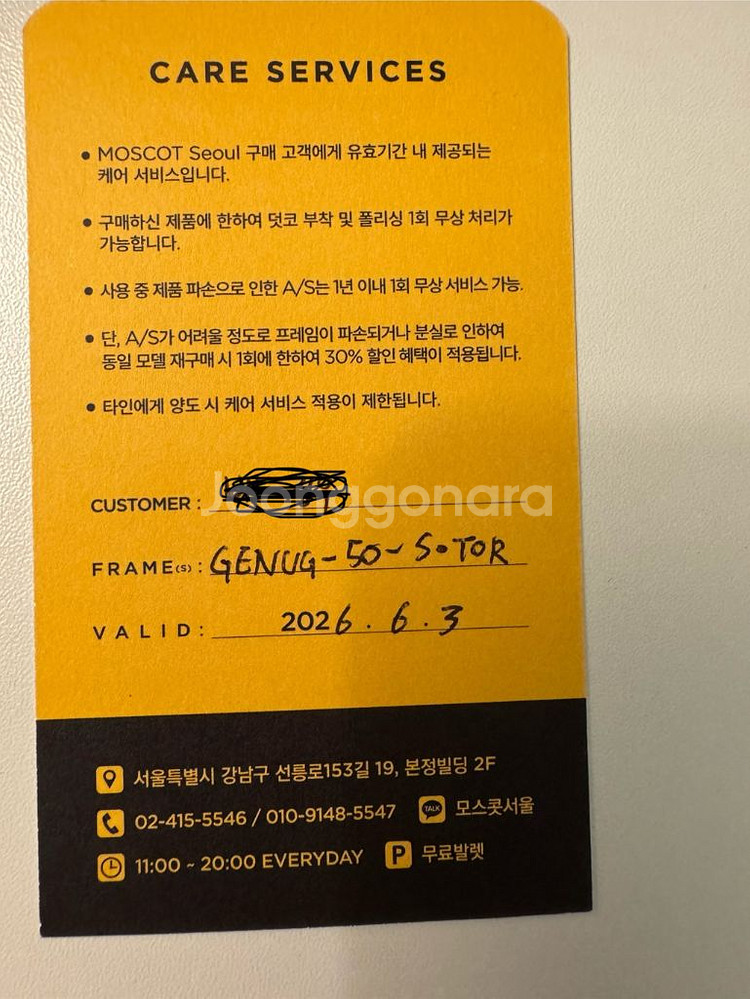 CARE SERVICES
• MOSCOT Seoul 구매 고객에게 유효기간 내 제공되는
케어 서비스입니다.
• 구매하신 제품에 한하여 덧코 부착 및 폴리싱 1회 무상 처리가
가능합니다.
• 사용 중 제품 파손으로 인한 A/S는 1년 이내 1회 무상 서비스 가능.
• 단, A/S가 어려울 정도로 프레임이 파손되거나 분실로 인하여
동일 모델 재구매 시 1회에 한하여 30% 할인 혜택이 적용됩니다.
• 타인에게 양도 시 케어 서비스 적용이 제한됩니다.
CUSTOMER :
Joonggonara
FRAME(S) : GENUG-50-S.TOR
VALID : 2026.6.3
서울특별시 강남구 선릉로153길 19, 본정빌딩 2F
02-415-5546 / 010-9148-5547 TALK 모스콧서울
11:00 ~ 20:00 EVERYDAY P 무료발렛